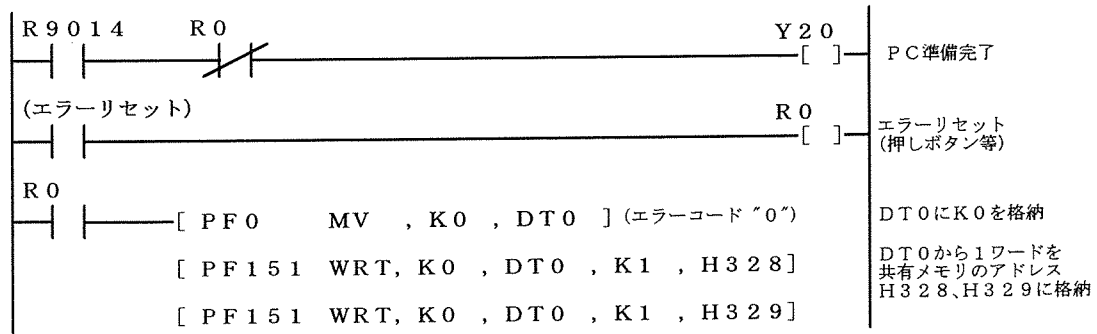 R9014 R0 Y20
PC準備完了
(エラーリセット)
R0
エラーリセット
(押しボタン等)
R0
[ PF0 MV , K0 , DT0 ] (エラーコード "0")
DT0にK0を格納
[ PF151 WRT, K0 , DT0 , K1 , H328]
DT0から1ワードを
共有メモリのアドレス
H328、H329に格納
[ PF151 WRT, K0 , DT0 , K1 , H329]